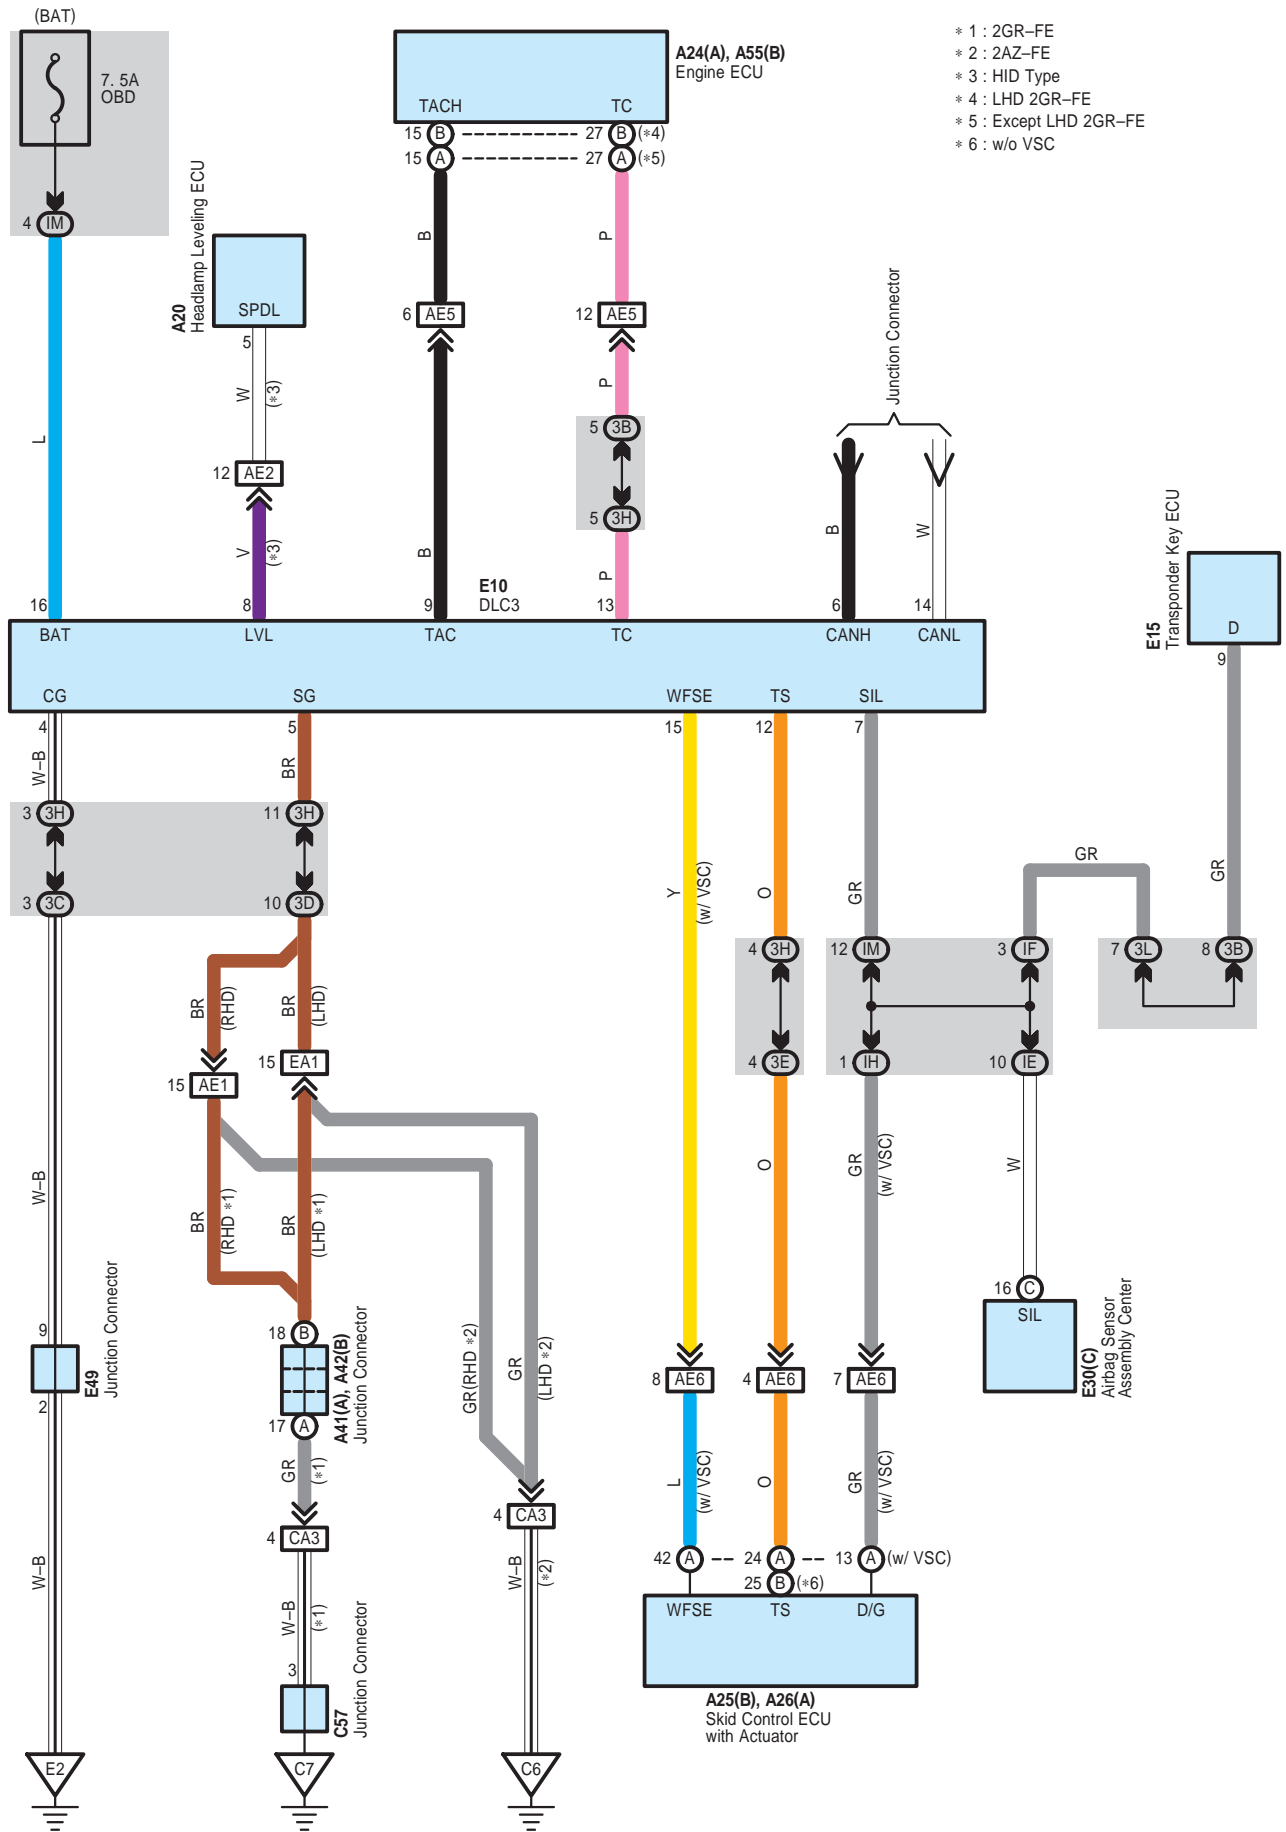 (BAT)
7. 5A
OBD
4 IM
L
A20
Headlamp Leveling ECU
SPDL
5
W
(*3)
12 AE2
V
(*3)
A24(A), A55(B)
Engine ECU
TACH
TC
15 B
27 B (*4)
15 A
27 A (*5)
B
P
6 AE5
12 AE5
P
5 3B
5 3H
B
P
* 1 : 2GR–FE
* 2 : 2AZ–FE
* 3 : HID Type
* 4 : LHD 2GR–FE
* 5 : Except LHD 2GR–FE
* 6 : w/o VSC
Junction Connector
B
W
E15
Transponder Key ECU
D
9
GR
E10
DLC3
16
8
9
13
6
14
BAT
LVL
TAC
TC
CANH
CANL
CG
SG
WFSE
TS
SIL
4
5
15
12
7
W–B
BR
3 3H
11 3H
3 3C
10 3D
Y
(w/ VSC)
O
GR
GR
4 3H
12 IM
3 IF
7 3L
8 3B
4 3E
1 IH
10 IE
BR
(RHD)
BR
(LHD)
15 AE1
15 EA1
W–B
BR
(RHD *1)
BR
(LHD *1)
O
GR
(w/ VSC)
W
16 C
SIL
E30(C)
Airbag Sensor
Assembly Center
9
E49
Junction Connector
2
18 B
A41(A), A42(B)
Junction Connector
17 A
GR(RHD *2)
GR
(LHD *2)
8 AE6
4 AE6
7 AE6
GR
(*1)
4 CA3
4 CA3
L
(w/ VSC)
O
GR
(w/ VSC)
W–B
W–B
(*1)
W–B
(*2)
42 A
24 A
13 A (w/ VSC)
25 B (*6)
WFSE
TS
D/G
A25(B), A26(A)
Skid Control ECU
with Actuator
3
C57
Junction Connector
E2
C7
C6